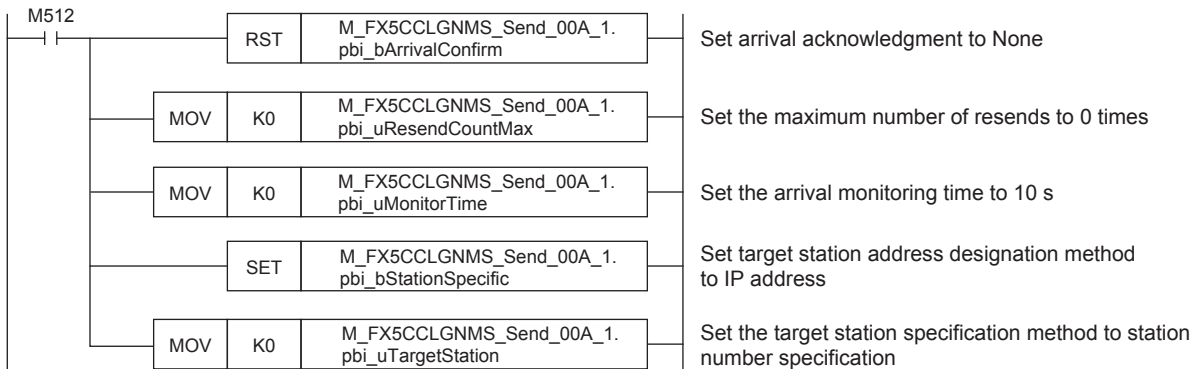 M512
RST
M_FX5CCLGNMS_Send_00A_1.
pbi_bArrivalConfirm
Set arrival acknowledgment to None
MOV
K0
M_FX5CCLGNMS_Send_00A_1.
pbi_uResendCountMax
Set the maximum number of resends to 0 times
MOV
K0
M_FX5CCLGNMS_Send_00A_1.
pbi_uMonitorTime
Set the arrival monitoring time to 10 s
SET
M_FX5CCLGNMS_Send_00A_1.
pbi_bStationSpecific
Set target station address designation method
to IP address
MOV
K0
M_FX5CCLGNMS_Send_00A_1.
pbi_uTargetStation
Set the target station specification method to station
number specification